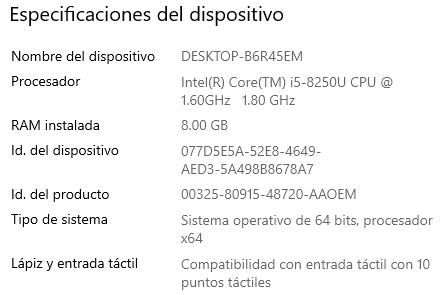 Especificaciones del dispositivo
Nombre del dispositivo DESKTOP-B6R45EM
Procesador Intel(R) Core(TM) i5-8250U CPU @
1.60GHz 1.80 GHz
RAM instalada 8.00 GB
Id. del dispositivo 077D5E5A-52E8-4649-
AED3-5A498B8678A7
Id. del producto 00325-80915-48720-AAOEM
Tipo de sistema Sistema operativo de 64 bits, procesador
x64
Lápiz y entrada táctil Compatibilidad con entrada táctil con 10
puntos táctiles